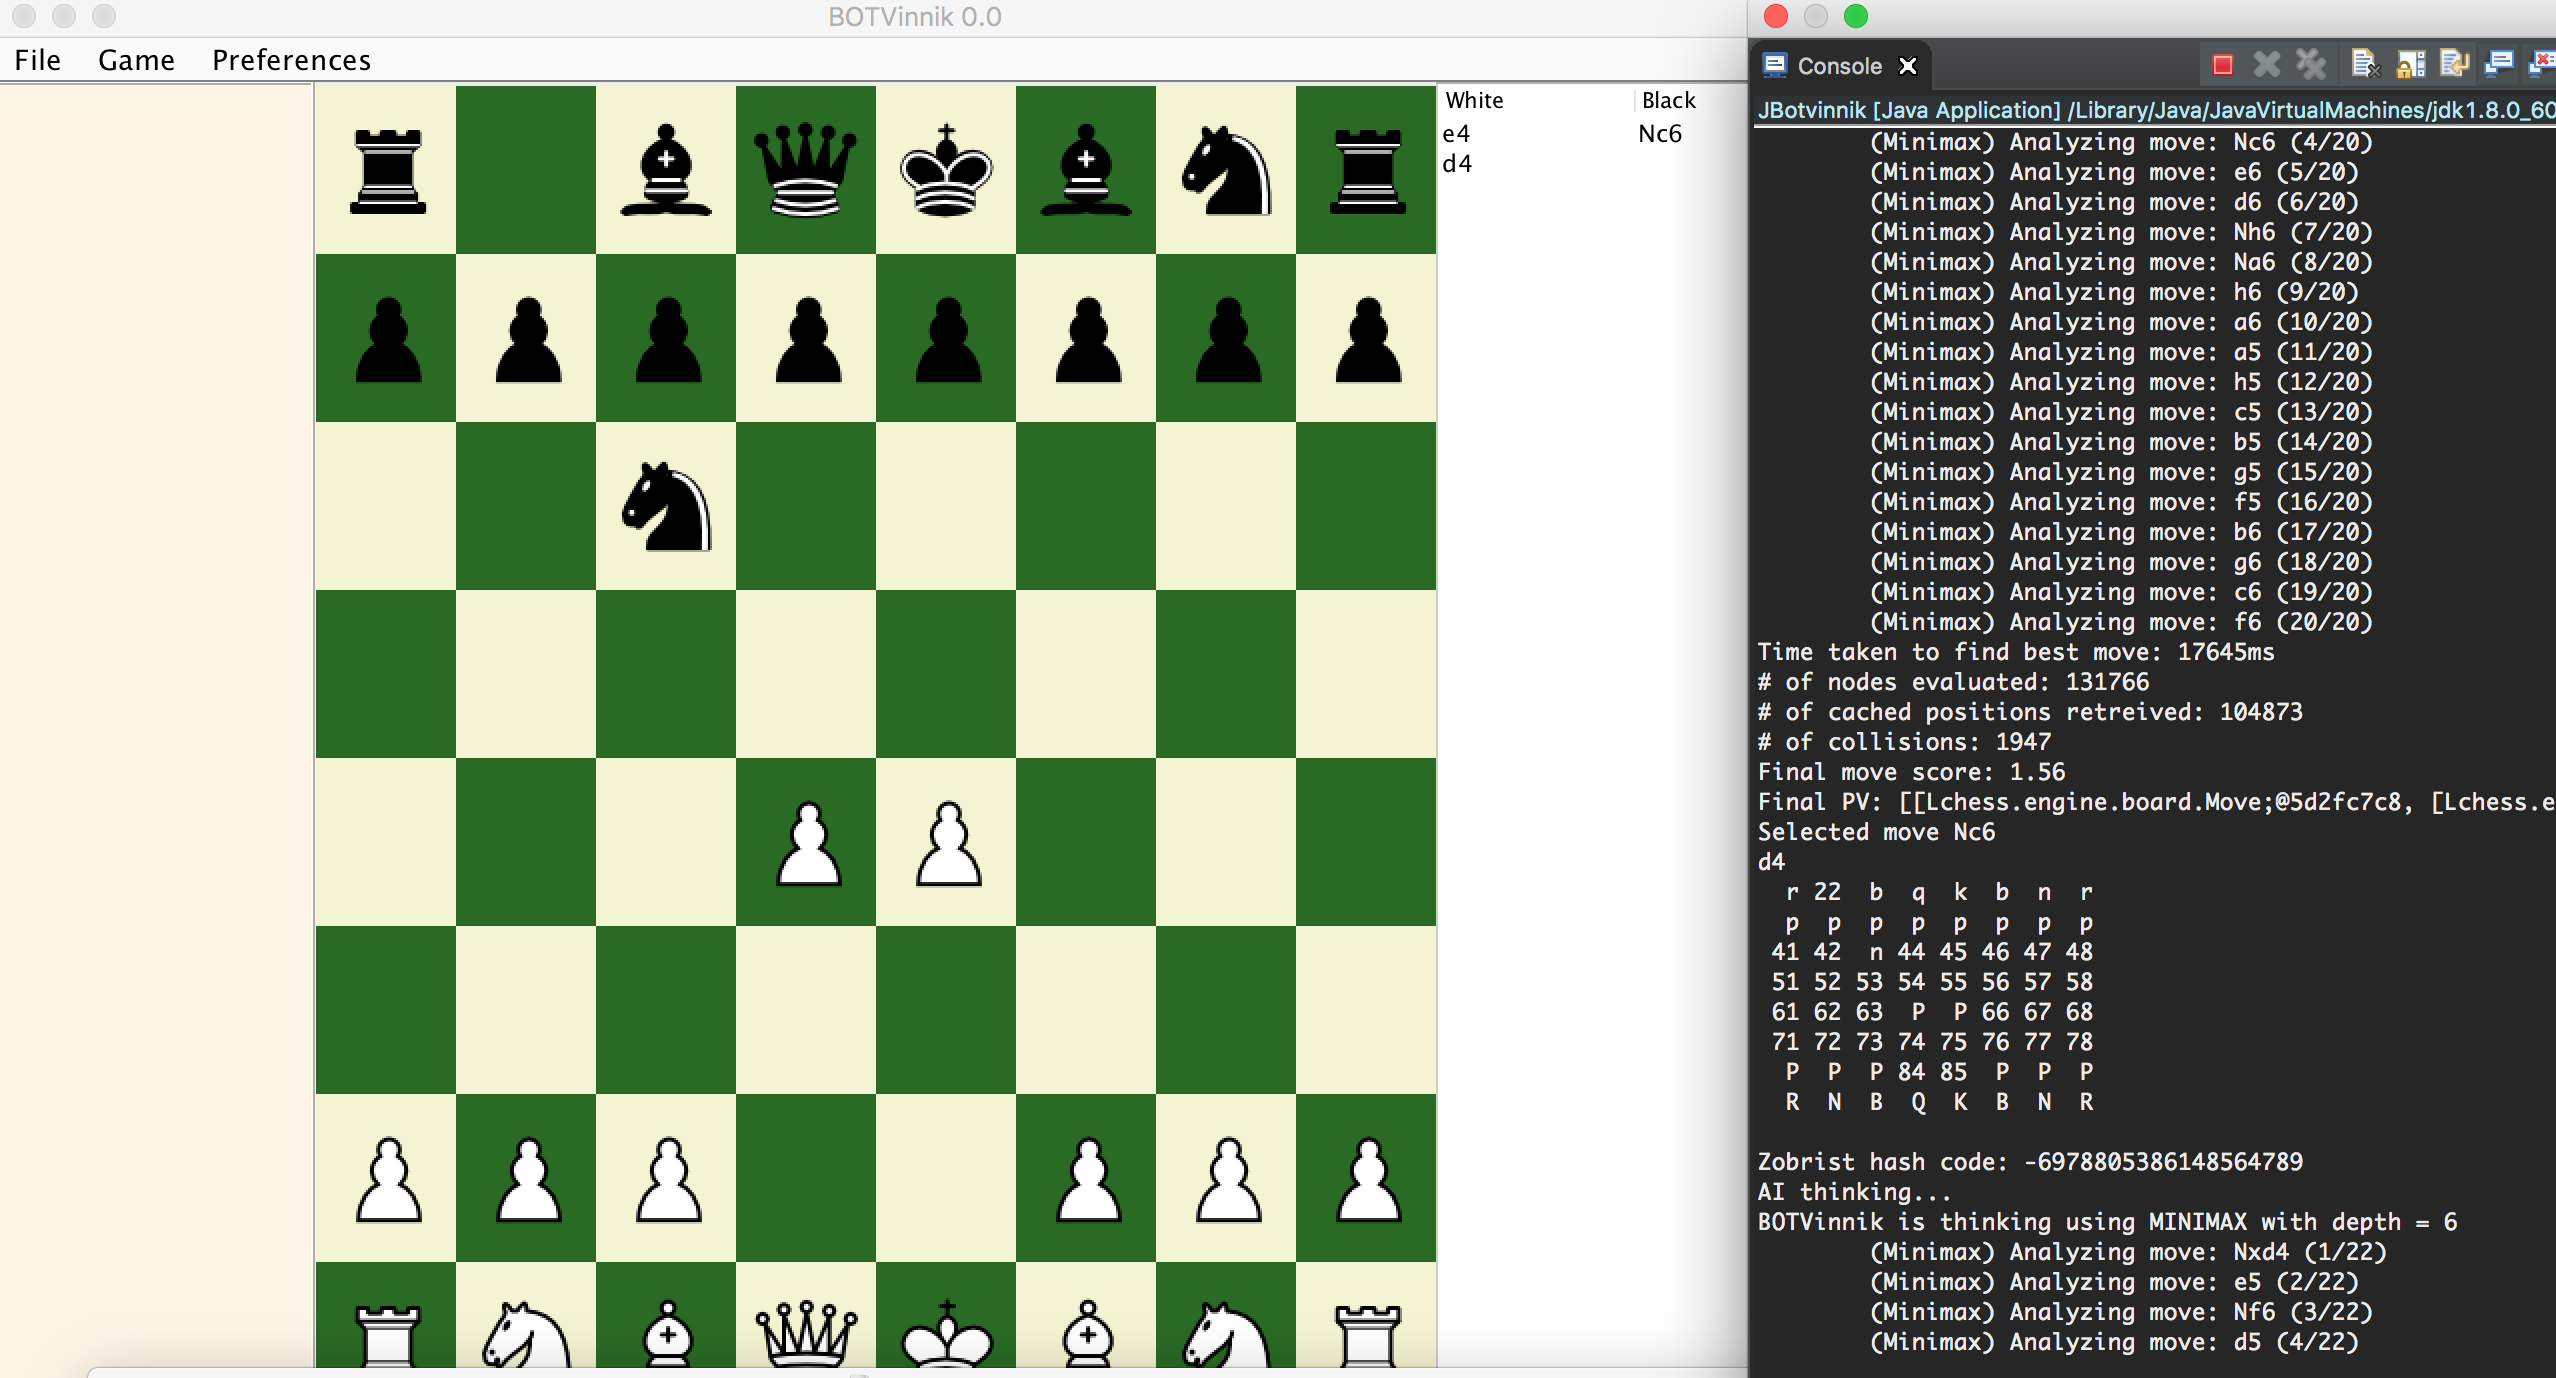 BOTVinnik 0.0
File Game Preferences
White Black
e4 Nc6
d4
Console
JBotvinnik [Java Application] /Library/Java/JavaVirtualMachines/jdk1.8.0_60
(Minimax) Analyzing move: Nc6 (4/20)
(Minimax) Analyzing move: e6 (5/20)
(Minimax) Analyzing move: d6 (6/20)
(Minimax) Analyzing move: Nh6 (7/20)
(Minimax) Analyzing move: Na6 (8/20)
(Minimax) Analyzing move: h6 (9/20)
(Minimax) Analyzing move: a6 (10/20)
(Minimax) Analyzing move: a5 (11/20)
(Minimax) Analyzing move: h5 (12/20)
(Minimax) Analyzing move: c5 (13/20)
(Minimax) Analyzing move: b5 (14/20)
(Minimax) Analyzing move: g5 (15/20)
(Minimax) Analyzing move: f5 (16/20)
(Minimax) Analyzing move: b6 (17/20)
(Minimax) Analyzing move: g6 (18/20)
(Minimax) Analyzing move: c6 (19/20)
(Minimax) Analyzing move: f6 (20/20)
Time taken to find best move: 17645ms
# of nodes evaluated: 131766
# of cached positions retreived: 104873
# of collisions: 1947
Final move score: 1.56
Final PV: [[Lchess.engine.board.Move;@5d2fc7c8, [Lchess.e
Selected move Nc6
d4
r 22 b q k b n r
p p p p p p p p
41 42 n 44 45 46 47 48
51 52 53 54 55 56 57 58
61 62 63 P P 66 67 68
71 72 73 74 75 76 77 78
P P P 84 85 P P P
R N B Q K B N R
Zobrist hash code: -6978805386148564789
AI thinking...
BOTVinnik is thinking using MINIMAX with depth = 6
(Minimax) Analyzing move: Nxd4 (1/22)
(Minimax) Analyzing move: e5 (2/22)
(Minimax) Analyzing move: Nf6 (3/22)
(Minimax) Analyzing move: d5 (4/22)